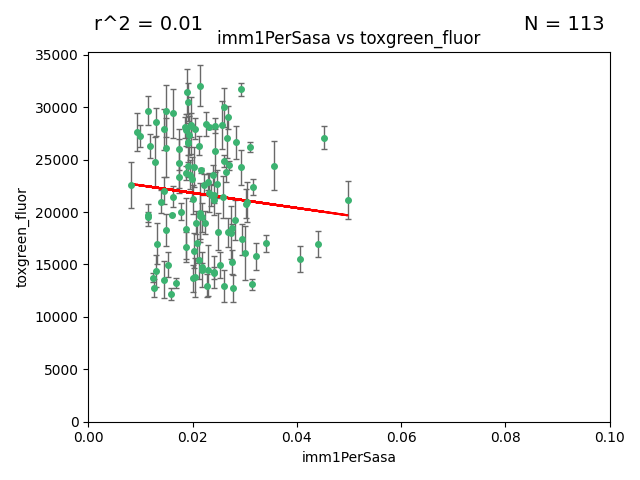 r^2 = 0.01
N = 113
imm1PerSasa vs toxgreen_fluor
35000
30000
25000
20000
15000
10000
5000
0
toxgreen_fluor
0.00
0.02
0.04
0.06
0.08
0.10
imm1PerSasa